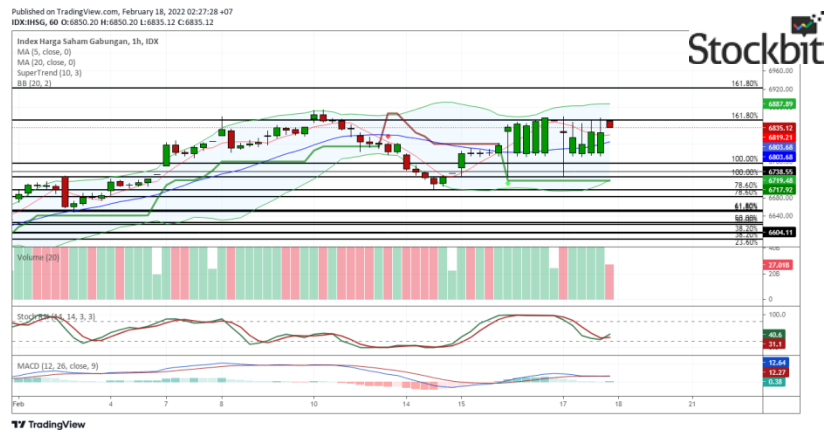 Published on TradingView.com, February 18, 2022 02:27:28 +07
IDX:IHSG, 60 O:6850.20 H:6850.20 L:6835.12 C:6835.12
Stockbit
Index Harga Saham Gabungan, 1h, IDX
MA (5, close, 0)
MA (20, close, 0)
SuperTrend (10, 3)
BB (20, 2)
6960.00
161.80%
6920.00
6887.89
161.80%
6835.12
6819.21
6803.68
6803.68
100.00%
100.00%
6738.55
78.60%
6719.48
78.60%
6717.92
6680.00
61.80%
6640.00
38.20%
6604.11
38.20%
23.60%
Volume (20)
40B
27.01B
20B
0
Stoch RSI (14, 14, 3, 3)
100.0
40.6
31.1
MACD (12, 26, close, 9)
12.64
12.27
0.38
Feb 4 7 8 10 14 15 17 18 21
TradingView